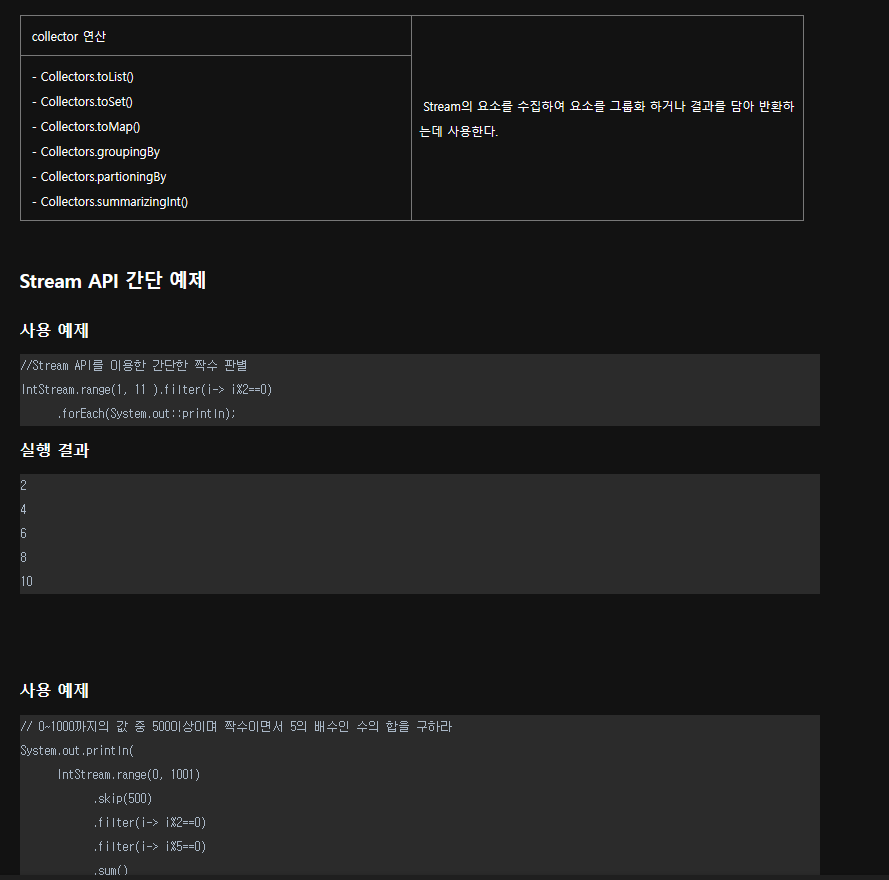 collector 연산
- Collectors.toList()
- Collectors.toSet()
- Collectors.toMap()
- Collectors.groupingBy
- Collectors.partioningBy
- Collectors.summarizingInt()
Stream의 요소를 수집하여 요소를 그룹화 하거나 결과를 담아 반환하
는데 사용한다.
Stream API 간단 예제
사용 예제
//Stream API를 이용한 간단한 짝수 판별
IntStream.range(1, 11 ).filter(i-> i%2==0)
.forEach(System.out::println);
실행 결과
2
4
6
8
10
사용 예제
// 0~1000까지의 값 중 500이상이며 짝수이면서 5의 배수인 수의 합을 구하라
System.out.println(
IntStream.range(0, 1001)
.skip(500)
.filter(i-> i%2==0)
.filter(i-> i%5==0)
.sum()